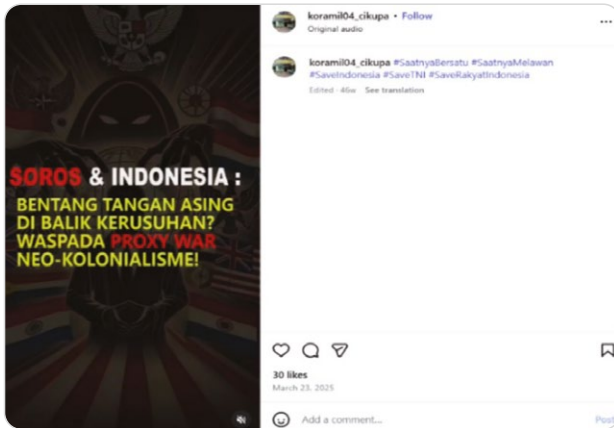 SOROS & INDONESIA :
BENTANG TANGAN ASING
DI BALIK KERUSUHAN?
WASPADA PROXY WAR
NEO-KOLONIALISME!
koramil04_cikupa • Follow
Original audio
koramil04_cikupa #SaatnyaBersatu #SaatnyaMelawan
#SaveIndonesia #SaveTNI #SaveRakyatIndonesia
Edited · 46w See translation
30 likes
March 23, 2025
Add a comment...
Post